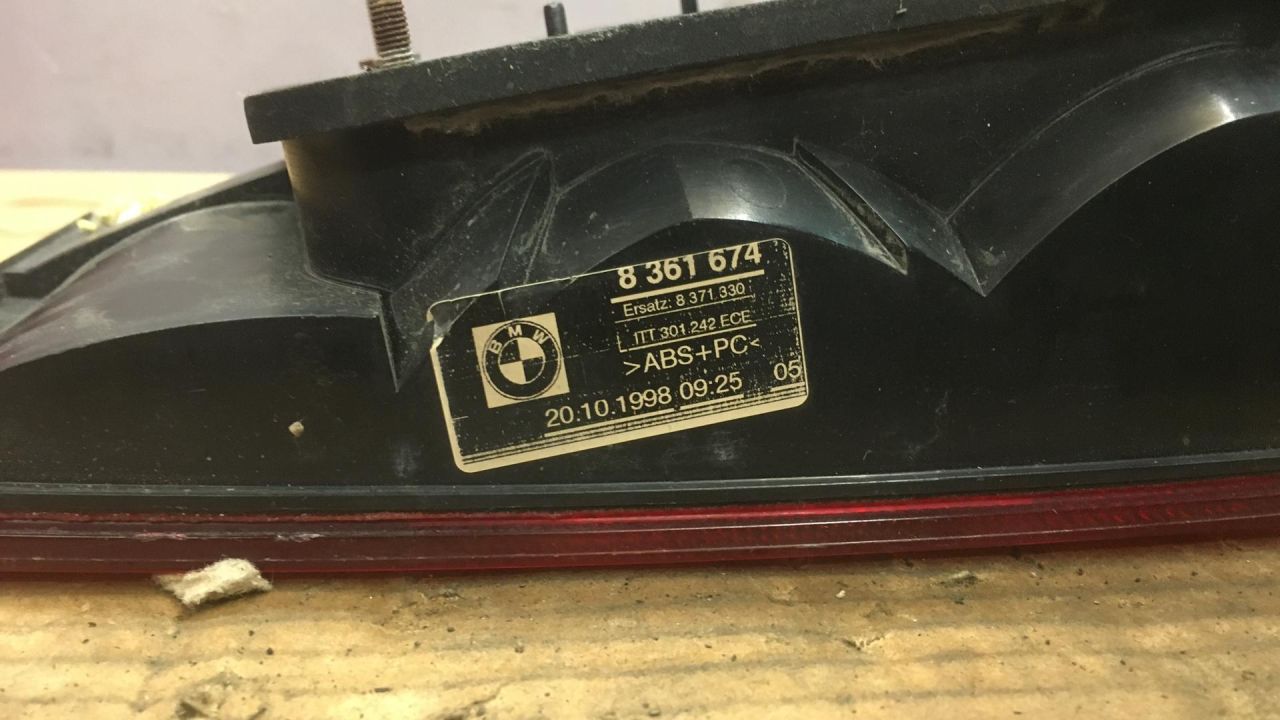 8 361 674
Ersatz: 8 371 330
ITT 301.242 ECE
BMW
>ABS+PC<
20.10.1998 09:25 05